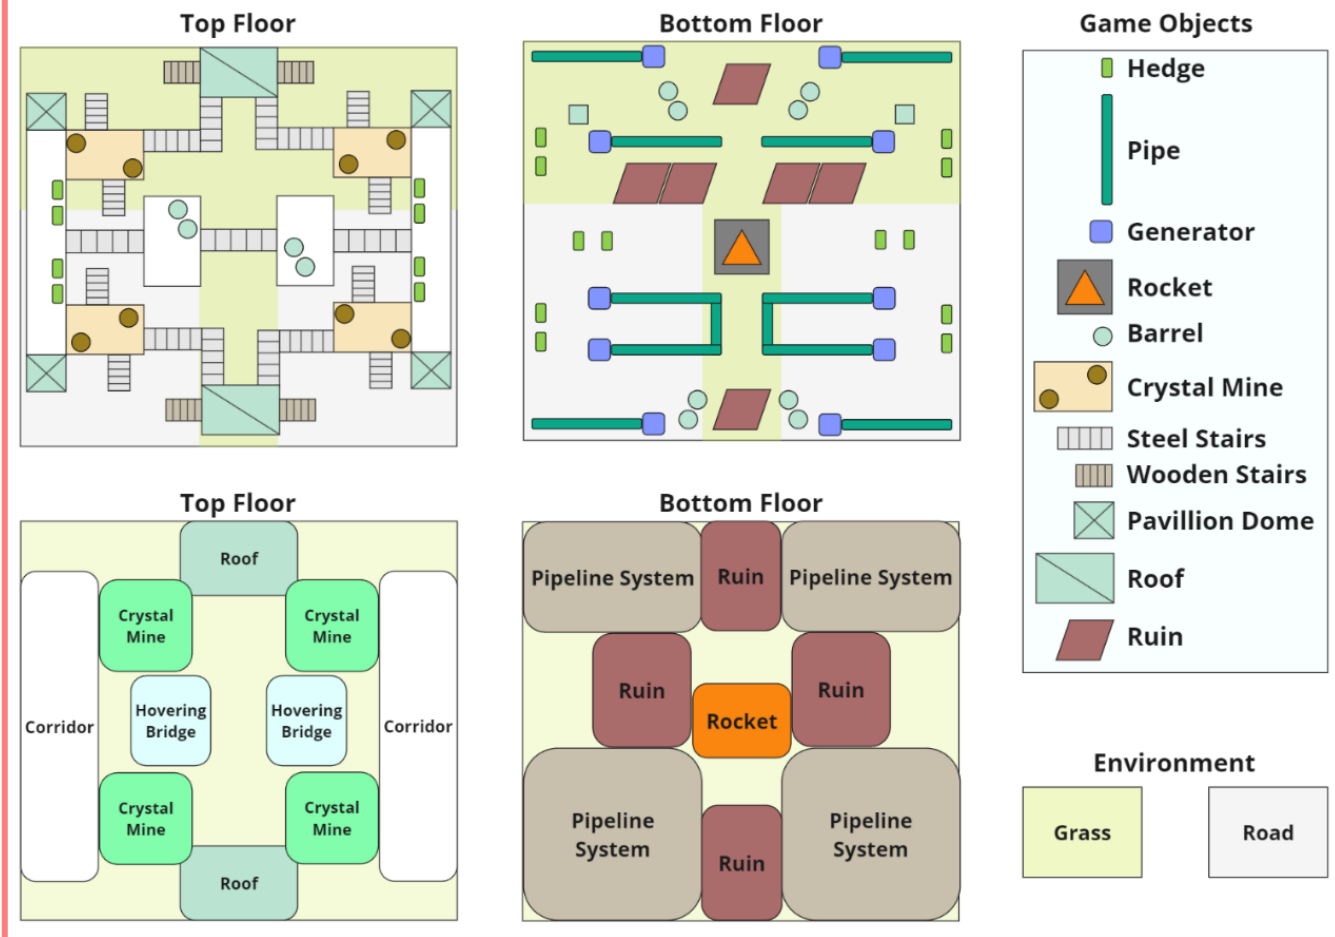 Top Floor
Bottom Floor
Game Objects
Hedge
Pipe
Generator
Rocket
Barrel
Crystal Mine
Steel Stairs
Wooden Stairs
Pavillion Dome
Roof
Ruin
Top Floor
Roof
Crystal
Mine
Crystal
Mine
Corridor
Hovering
Bridge
Hovering
Bridge
Corridor
Crystal
Mine
Crystal
Mine
Roof
Bottom Floor
Pipeline System
Ruin
Pipeline System
Ruin
Rocket
Ruin
Pipeline
System
Ruin
Pipeline
System
Environment
Grass
Road